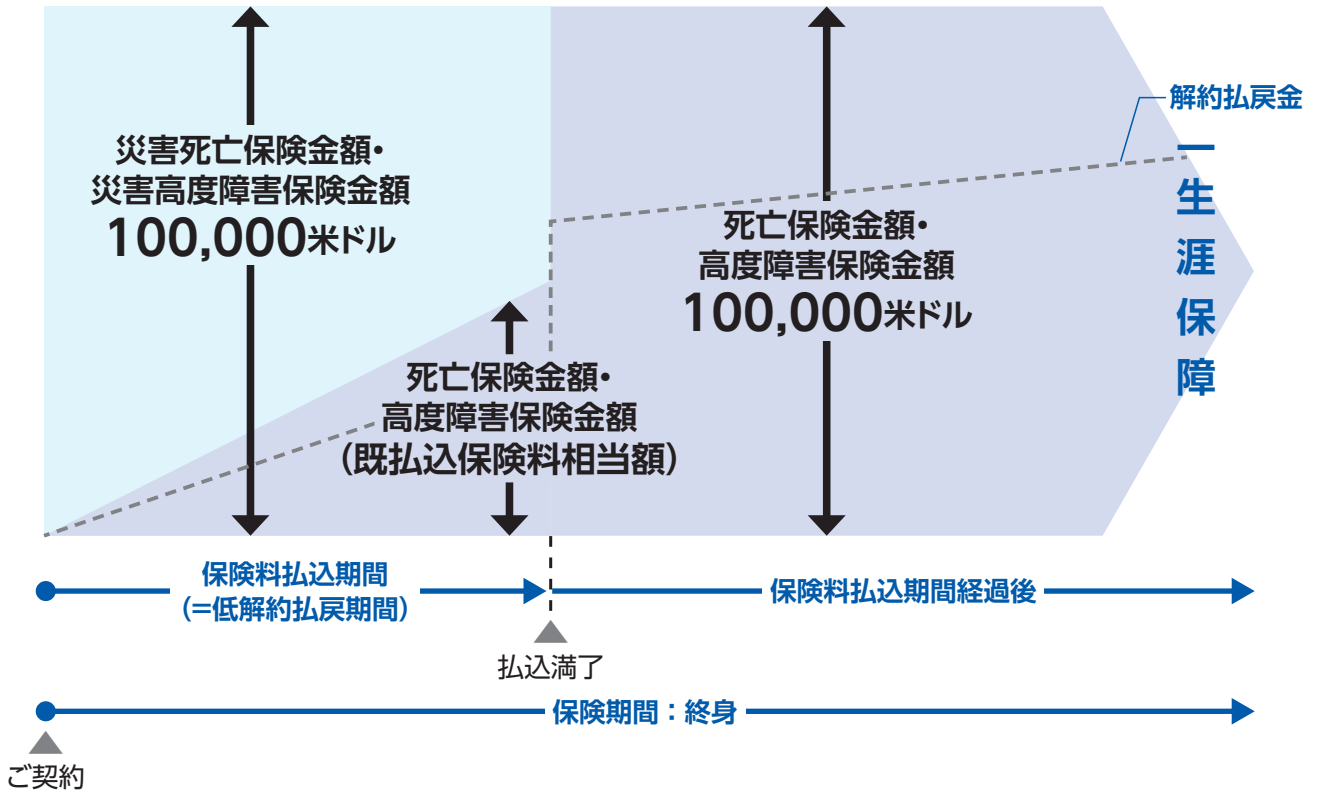 災害死亡保険金額・
災害高度障害保険金額
100,000米ドル
死亡保険金額・
高度障害保険金額
(既払込保険料相当額)
死亡保険金額・
高度障害保険金額
100,000米ドル
解約払戻金
一生涯保障
保険料払込期間
(=低解約払戻期間)
保険料払込期間経過後
払込満了
保険期間：終身
ご契約